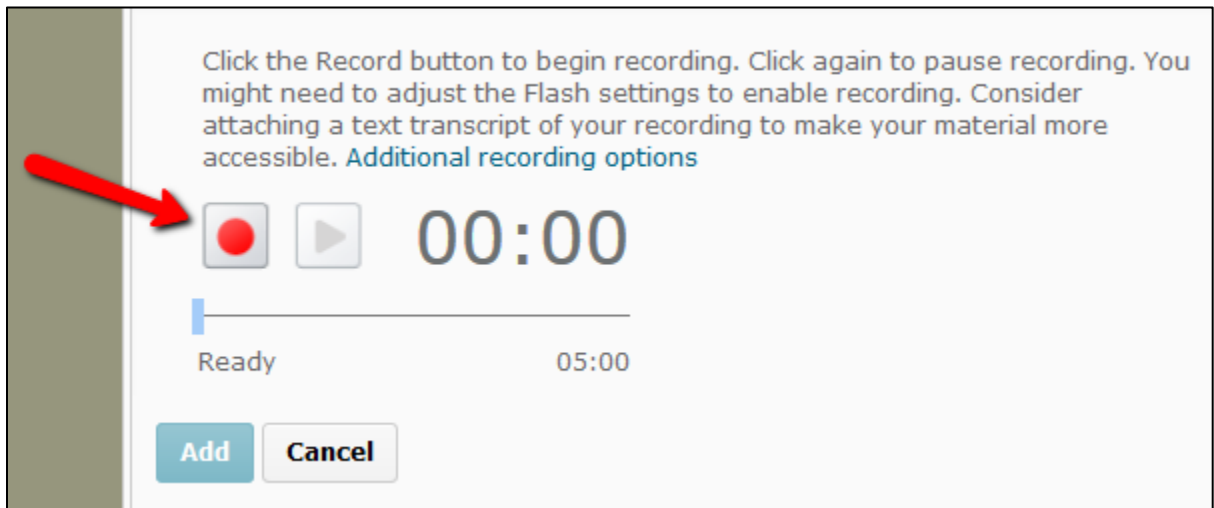 Click the Record button to begin recording. Click again to pause recording. You
might need to adjust the Flash settings to enable recording. Consider
attaching a text transcript of your recording to make your material more
accessible. Additional recording options
00:00
Ready 05:00
Add Cancel